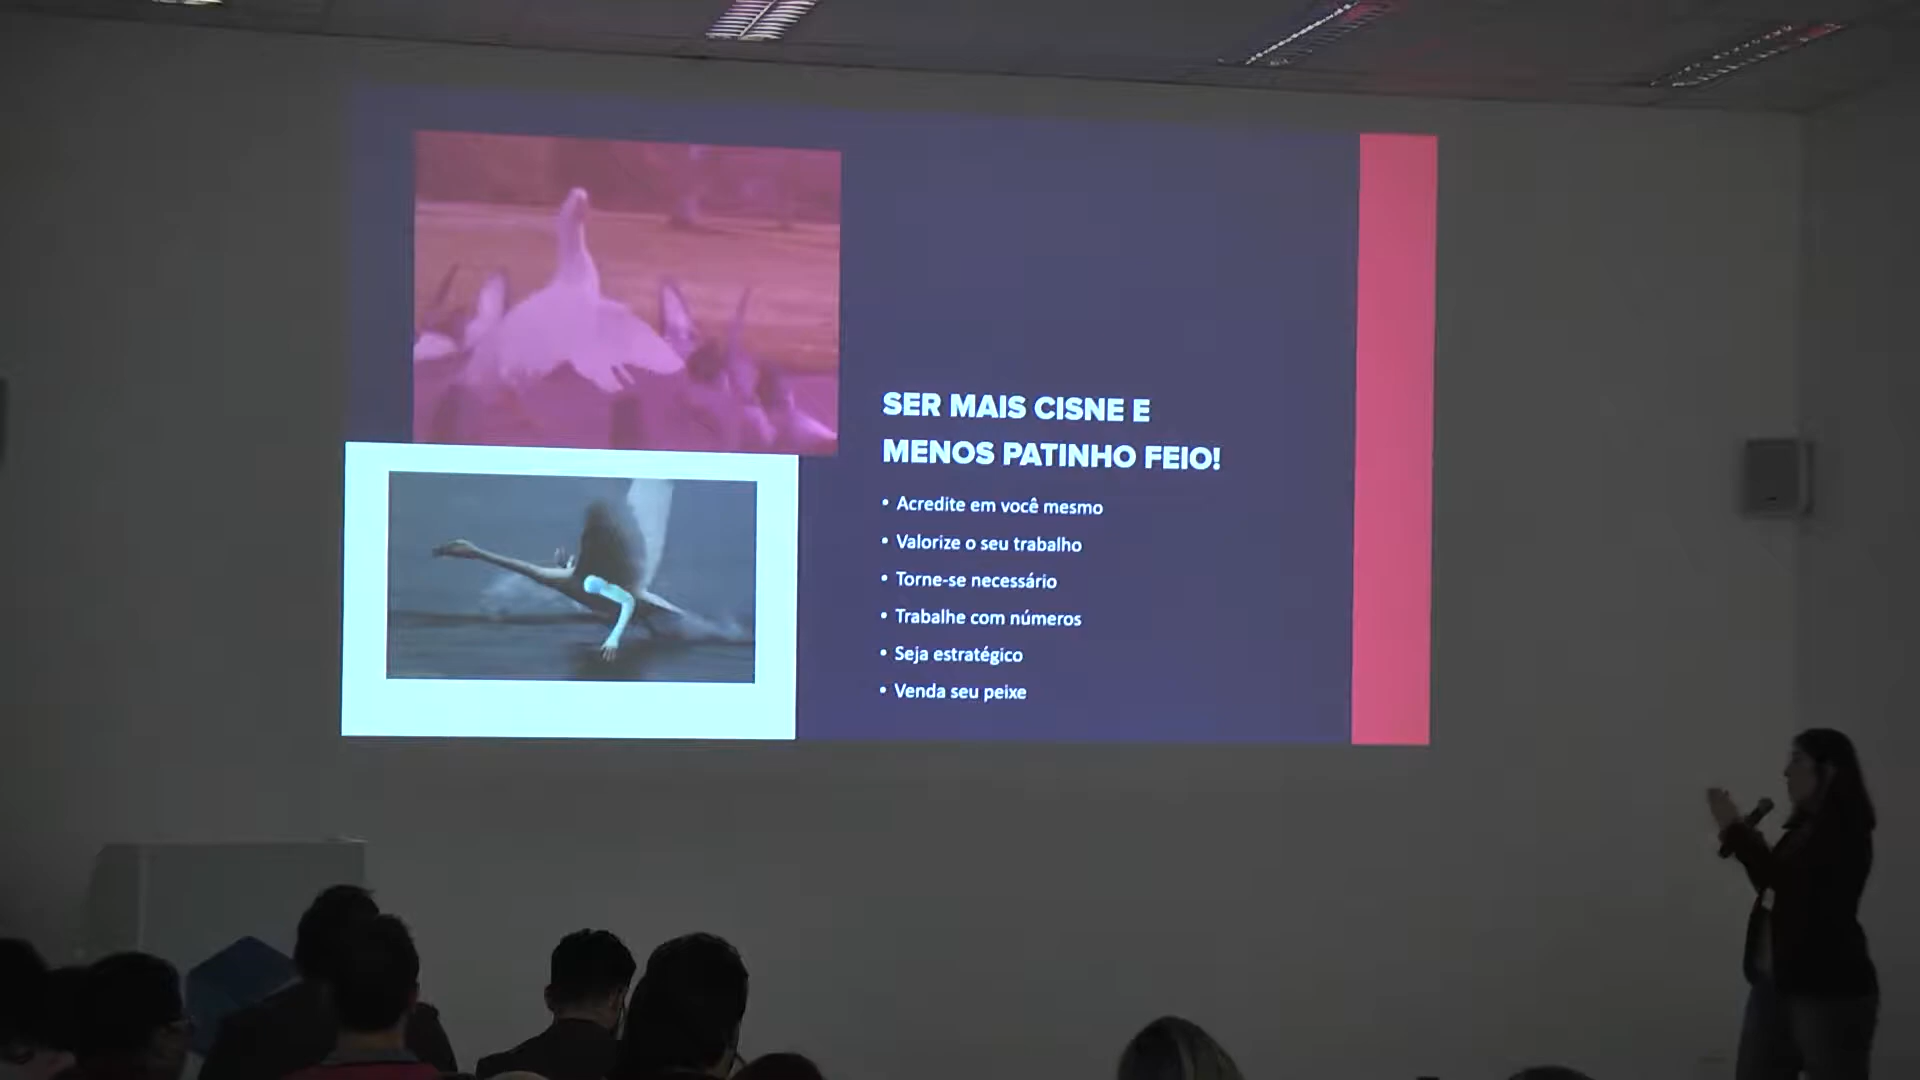 SER MAIS CISNE E
MENOS PATINHO FEIO!
• Acredite em você mesmo
• Valorize o seu trabalho
• Torne-se necessário
• Trabalhe com números
• Seja estratégico
• Venda seu peixe